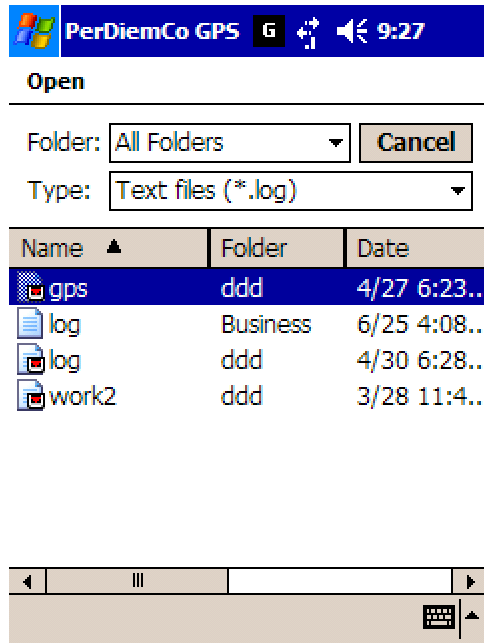 PerDiemCo GPS G 9:27
Open
Folder: All Folders Cancel
Type: Text files (*.log)
Name Folder Date
gps ddd 4/27 6:23..
log Business 6/25 4:08..
log ddd 4/30 6:28..
work2 ddd 3/28 11:4..